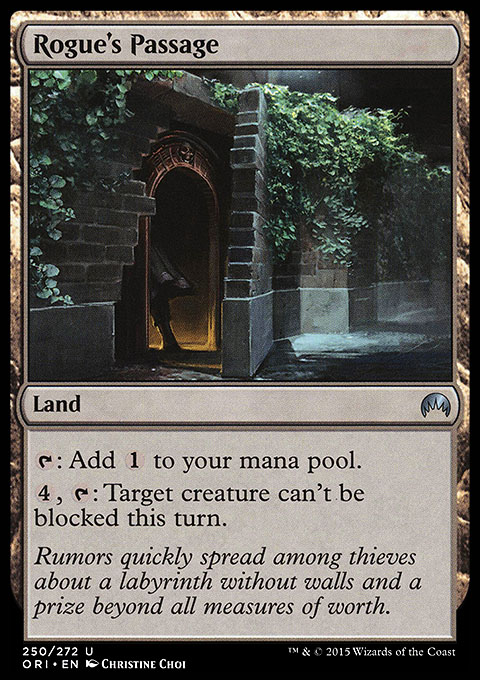 Rogue's Passage
Land
: Add 1 to your mana pool.
4, : Target creature can't be
blocked this turn.
Rumors quickly spread among thieves
about a labyrinth without walls and a
prize beyond all measures of worth.
250/272 U
ORI • EN Christine Choi
™ & © 2015 Wizards of the Coast